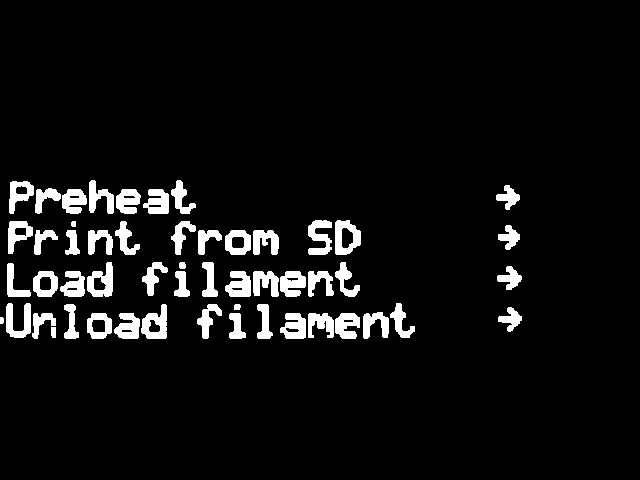 Preheat →
Print from SD →
Load filament →
Unload filament →